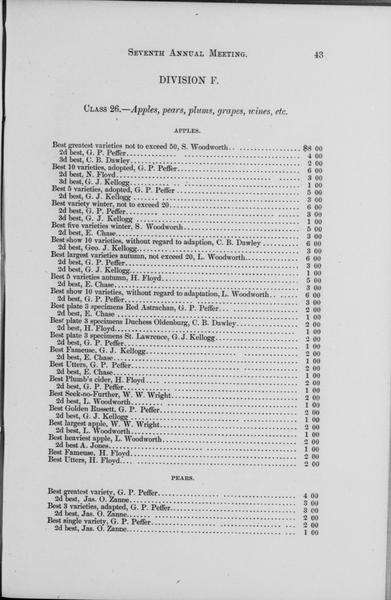 SEVENTH ANNUAL MEETING. 43
DIVISION F.
CLASS 26.—Apples, pears, plums, grapes, wines, etc.
APPLES.
Best greatest varieties not to exceed 50, S. Woodworth $8 00
2d best, G. P. Peffer 4 00
3d best, C. B. Dawley 2 00
Best 10 varieties, adopted, G. P. Peffer 6 00
2d best, N. Floyd 3 00
3d best, G. J. Kellogg 1 00
Best 5 varieties, adopted, G. P. Peffer 5 00
2d best, G. J. Kellogg 3 00
Best variety winter, not to exceed 20 6 00
2d best, G. P. Peffer 3 00
3d best, G. J. Kellogg 1 00
Best five varieties winter, S. Woodworth 5 00
2d best, E. Chase 3 00
Best show 10 varieties, without regard to adaption, C. B. Dawley 6 00
2d best, Geo. J. Kellogg 3 00
Best largest varieties autumn, not exceed 20, L. Woodworth 6 00
2d best, G. P. Peffer 3 00
2d best, G. J. Kellogg 1 00
Best 5 varieties autumn, H. Floyd 5 00
2d best, E. Chase 3 00
Best show 10 varieties, without regard to adaptation, L. Woodworth 6 00
2d best, G. P. Peffer 3 00
Best plate 3 specimens Red Astrachan, G. P. Peffer 2 00
2d best, E. Chase 1 00
Best plate 3 specimens Duchess Oldenburg, C. B. Dawley 2 00
2d best, H. Floyd 1 00
Best plate 3 specimens St. Lawrence, G. J. Kellogg 2 00
2d best, G. P. Peffer 1 00
Best Fameuse, G. J. Kellogg 2 00
2d best, E. Chase 1 00
Best Utters, G. P. Peffer 2 00
2d best, E. Chase 1 00
Best Plumb's cider, H. Floyd 2 00
2d best, G. P. Peffer 1 00
Best Seek-no-Further, W. W. Wright 2 00
2d best, L. Woodworth 1 00
Best Golden Russett, G. P. Peffer 2 00
2d best, G. J. Kellogg 1 00
Best largest apple, W. W. Wright 2 00
2d best, L. Woodworth 1 00
Best heaviest apple, L. Woodworth 2 00
2d best A. Jones 1 00
Best Fameuse, H. Floyd 2 00
Best Utters, H. Floyd 2 00
PEARS.
Best greatest variety, G. P. Peffer 4 00
2d best, Jas. O. Zanne 3 00
Best 3 varieties, adapted, G. P. Peffer 3 00
2d best, Jas. O. Zanne 2 00
Best single variety, G. P. Peffer 2 00
2d best, Jas. O. Zanne 1 00